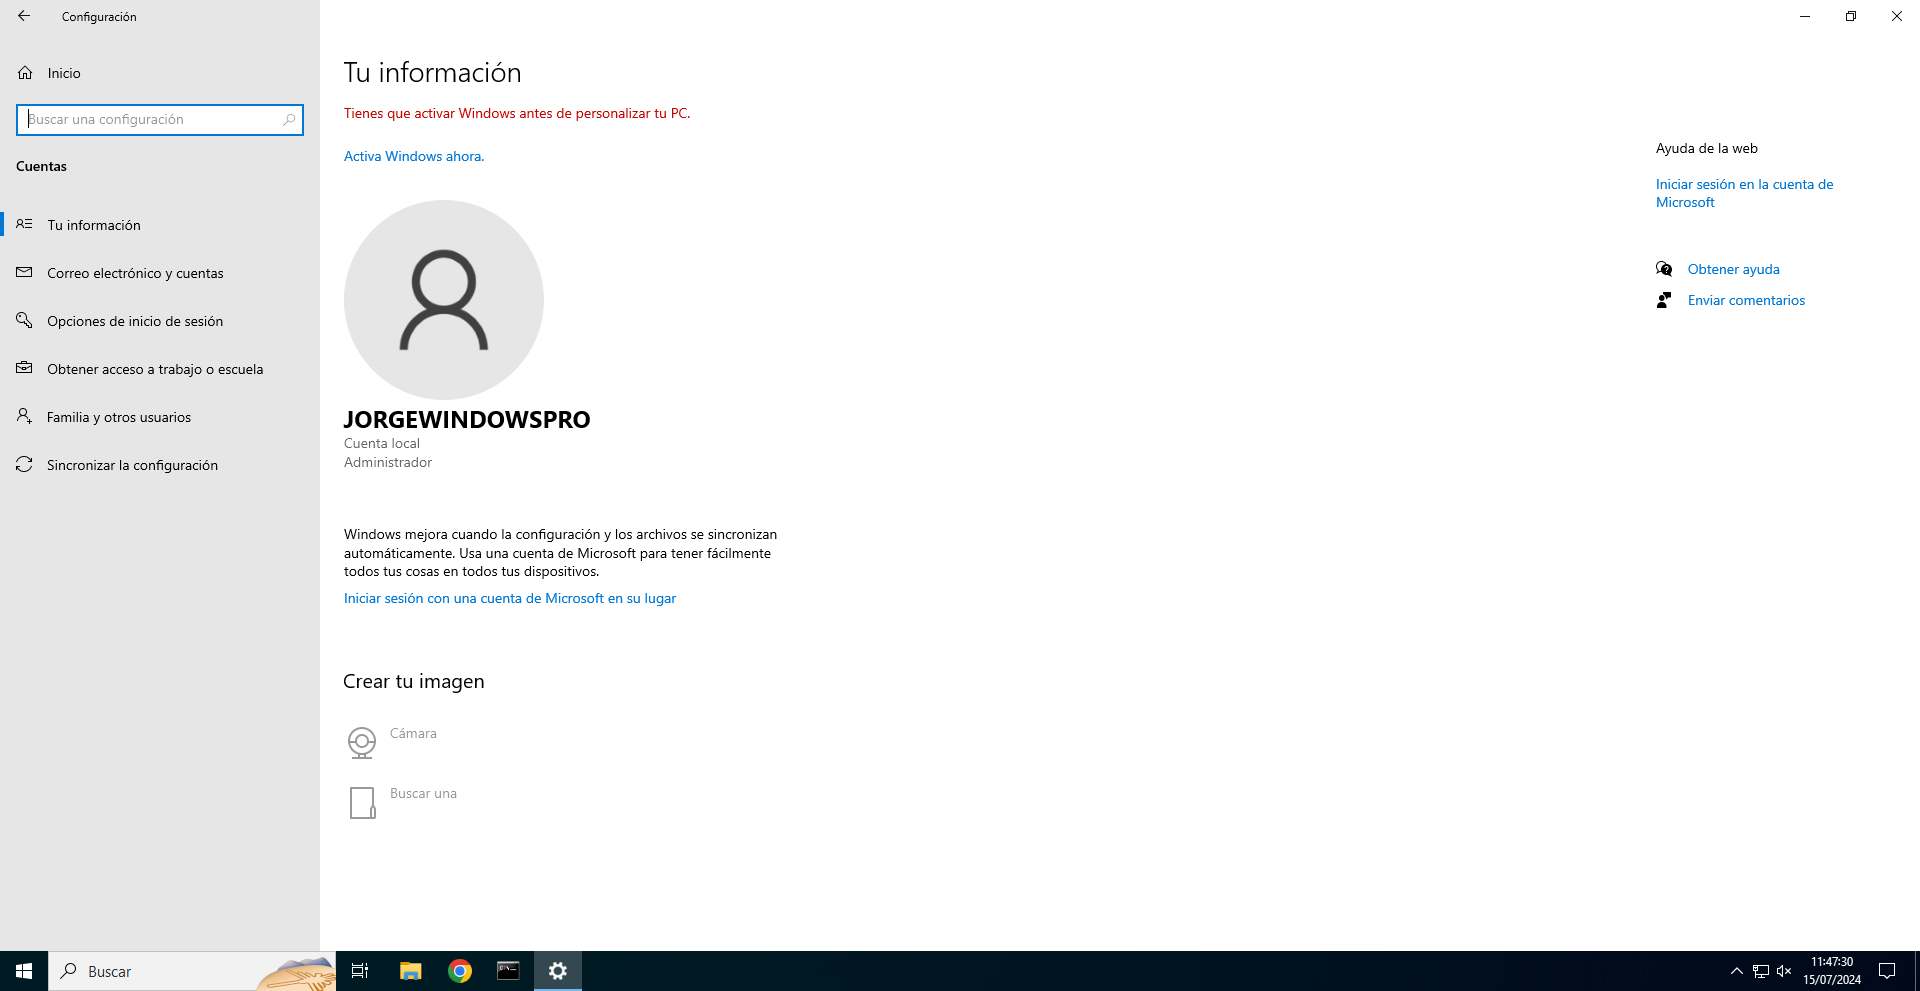 Configuración
Inicio
Buscar una configuración
Cuentas
Tu información
Correo electrónico y cuentas
Opciones de inicio de sesión
Obtener acceso a trabajo o escuela
Familia y otros usuarios
Sincronizar la configuración
Tu información
Tienes que activar Windows antes de personalizar tu PC.
Activa Windows ahora.
JORGEWINDOWSPRO
Cuenta local
Administrador
Windows mejora cuando la configuración y los archivos se sincronizan
automáticamente. Usa una cuenta de Microsoft para tener fácilmente
todos tus cosas en todos tus dispositivos.
Iniciar sesión con una cuenta de Microsoft en su lugar
Crear tu imagen
Cámara
Buscar una
Ayuda de la web
Iniciar sesión en la cuenta de
Microsoft
Obtener ayuda
Enviar comentarios
Buscar
11:47:30
15/07/2024